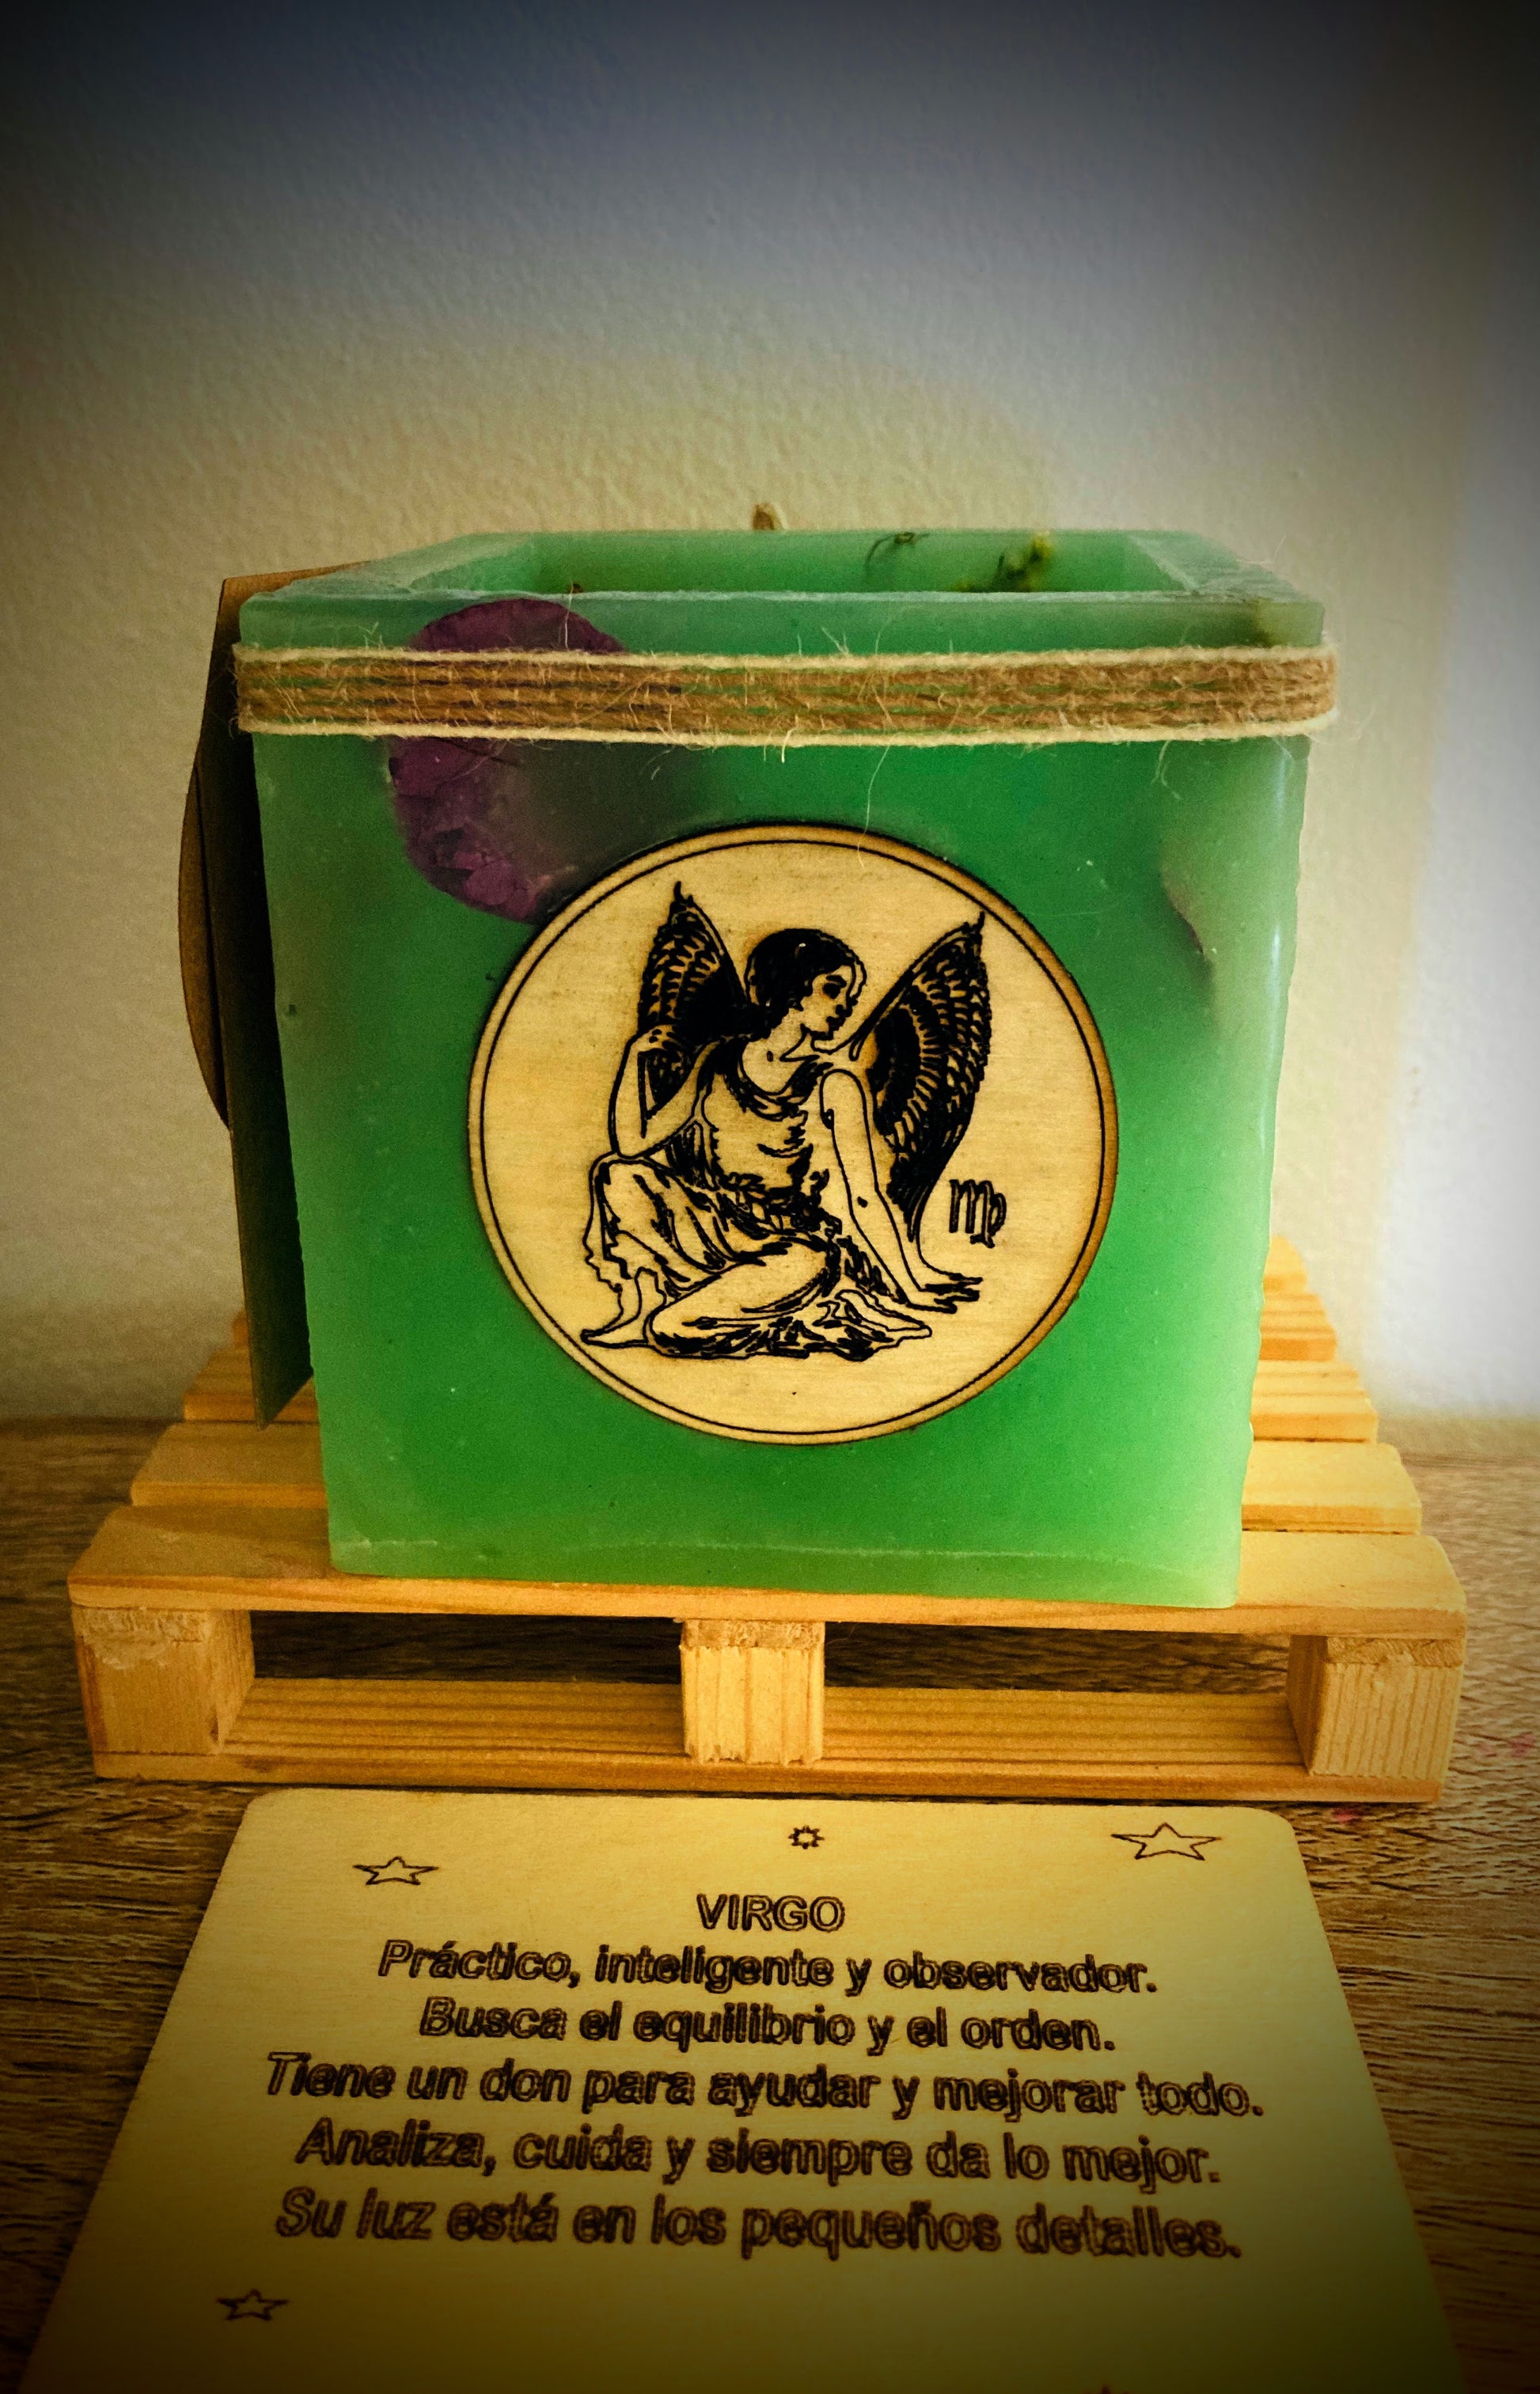 ♍
VIRGO
Práctico, inteligente y observador.
Busca el equilibrio y el orden.
Tiene un don para ayudar y mejorar todo.
Analiza, cuida y siempre da lo mejor.
Su luz está en los pequeños detalles.